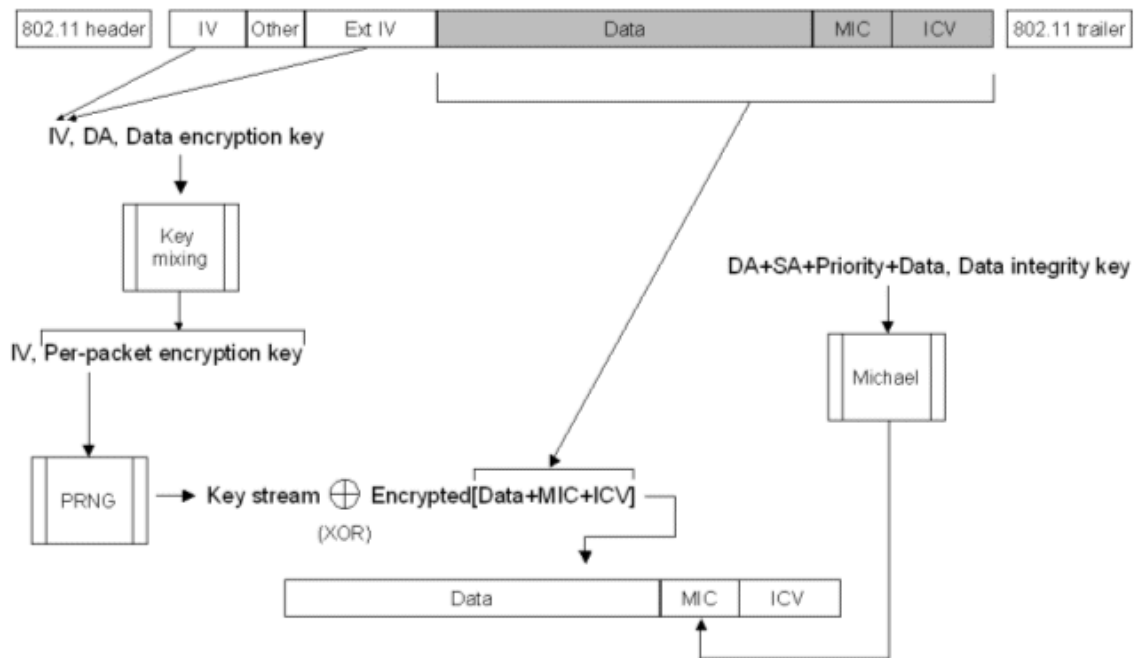 802.11 header IV Other Ext IV Data MIC ICV 802.11 trailer
IV, DA, Data encryption key
Key
mixing
DA+SA+Priority+Data, Data integrity key
IV, Per-packet encryption key
Michael
PRNG
Key stream Encrypted[Data+MIC+ICV]
(XOR)
Data MIC ICV